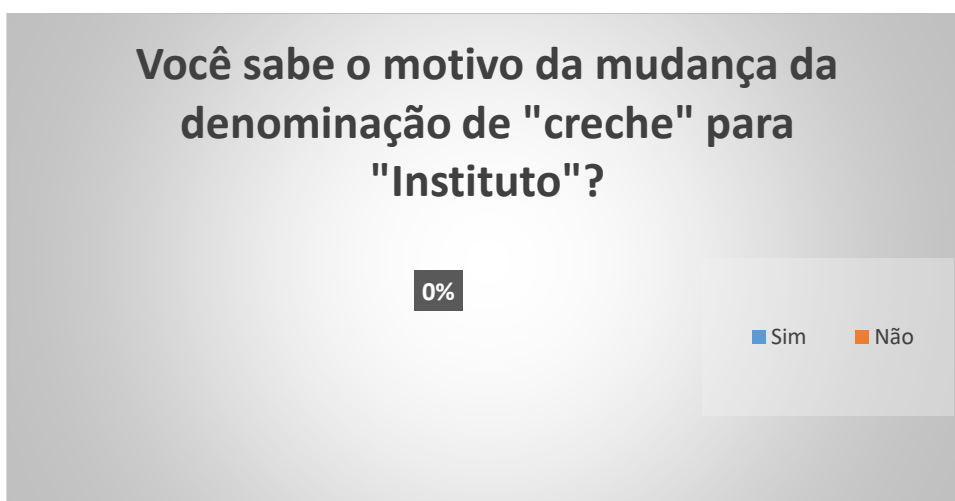 Você sabe o motivo da mudança da
denominação de "creche" para
"Instituto"?
0%
Sim Não